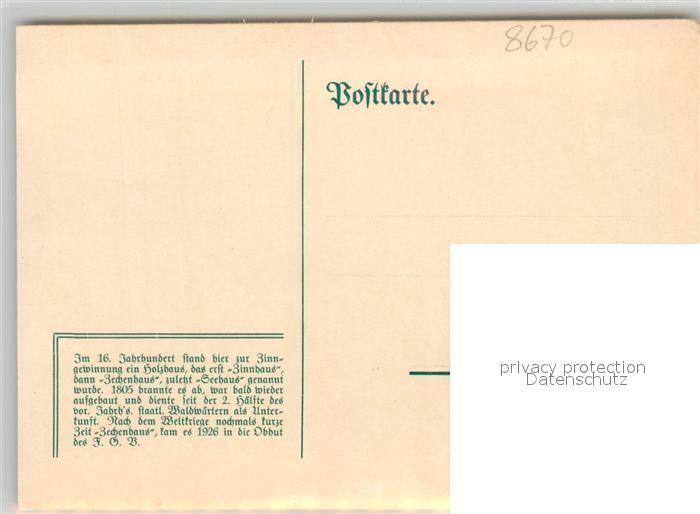 8670
Postkarte.
Im 16. Jahrhundert stand hier zur Zinn-
gewinnung ein Holzhaus, das erst „Zinnhaus",
dann „Zechenhaus", zuletzt „Seehaus" genannt
wurde. 1805 brannte es ab, war bald wieder
aufgebaut und diente seit der 2. Hälfte des
vor. Jahrh's. staatl. Waldwärtern als Unter-
kunft. Nach dem Weltkriege nochmals kurze
Zeit „Zechenhaus", kam es 1926 in die Obhut
des F. G. V.
privacy protection
Datenschutz